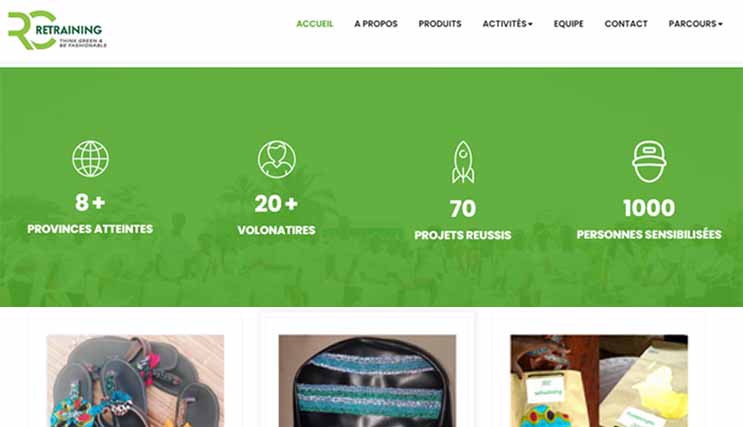 RC RETRAINING
THINK GREEN &
BE FASHIONABLE
ACCUEIL A PROPOS PRODUITS ACTIVITÉS EQUIPE CONTACT PARCOURS
8+
PROVINCES ATTEINTES
20+
VOLONATIRES
70
PROJETS REUSSIS
1000
PERSONNES SENSIBILISÉES